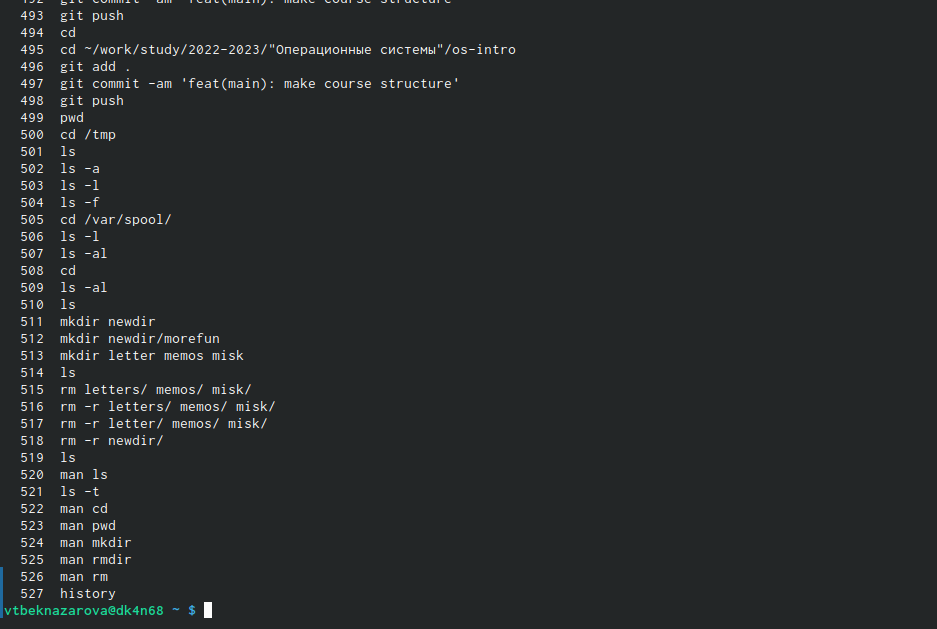 492 git commit -am 'feat(main): make course structure'
493 git push
494 cd
495 cd ~/work/study/2022-2023/"Операционные системы"/os-intro
496 git add .
497 git commit -am 'feat(main): make course structure'
498 git push
499 pwd
500 cd /tmp
501 ls
502 ls -a
503 ls -l
504 ls -f
505 cd /var/spool/
506 ls -l
507 ls -al
508 cd
509 ls -al
510 ls
511 mkdir newdir
512 mkdir newdir/morefun
513 mkdir letter memos misk
514 ls
515 rm letters/ memos/ misk/
516 rm -r letters/ memos/ misk/
517 rm -r letter/ memos/ misk/
518 rm -r newdir/
519 ls
520 man ls
521 ls -t
522 man cd
523 man pwd
524 man mkdir
525 man rmdir
526 man rm
527 history
vtbeknazarova@dk4n68 ~ $